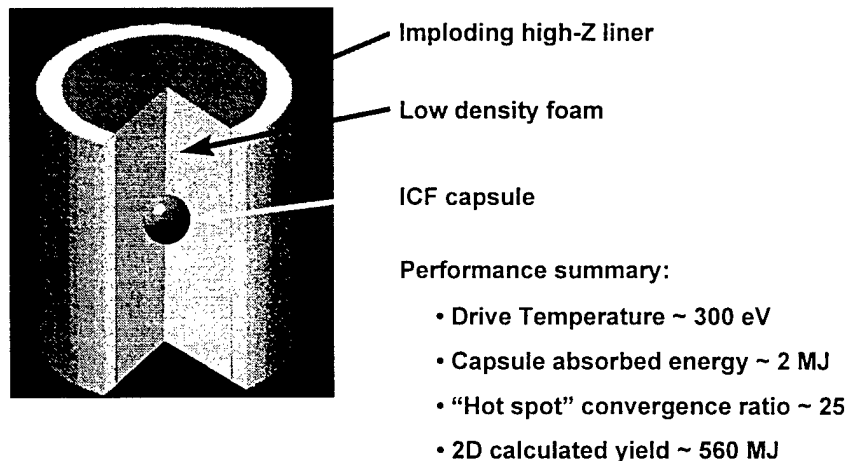 Imploding high-Z liner
Low density foam
ICF capsule
Performance summary:
• Drive Temperature ~ 300 eV
• Capsule absorbed energy ~ 2 MJ
• “Hot spot” convergence ratio ~ 25
• 2D calculated yield ~ 560 MJ